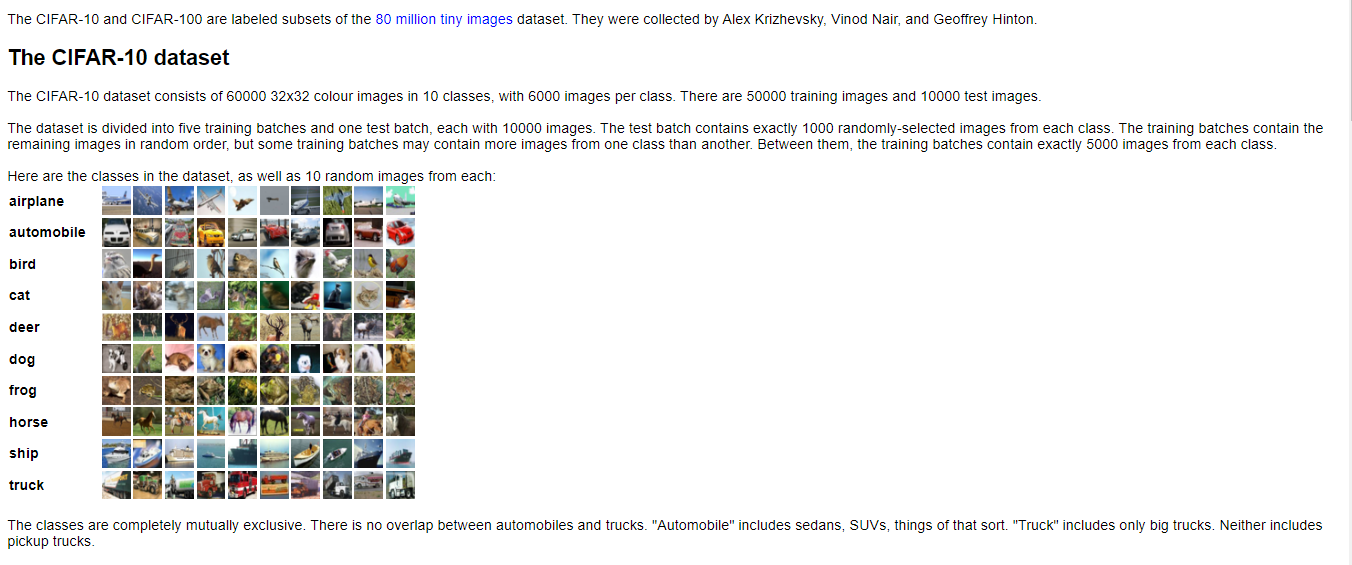 The CIFAR-10 and CIFAR-100 are labeled subsets of the 80 million tiny images dataset. They were collected by Alex Krizhevsky, Vinod Nair, and Geoffrey Hinton.
The CIFAR-10 dataset
The CIFAR-10 dataset consists of 60000 32x32 colour images in 10 classes, with 6000 images per class. There are 50000 training images and 10000 test images.
The dataset is divided into five training batches and one test batch, each with 10000 images. The test batch contains exactly 1000 randomly-selected images from each class. The training batches contain the
remaining images in random order, but some training batches may contain more images from one class than another. Between them, the training batches contain exactly 5000 images from each class.
Here are the classes in the dataset, as well as 10 random images from each:
airplane
automobile
bird
cat
deer
dog
frog
horse
ship
truck
The classes are completely mutually exclusive. There is no overlap between automobiles and trucks. "Automobile" includes sedans, SUVs, things of that sort. "Truck" includes only big trucks. Neither includes
pickup trucks.